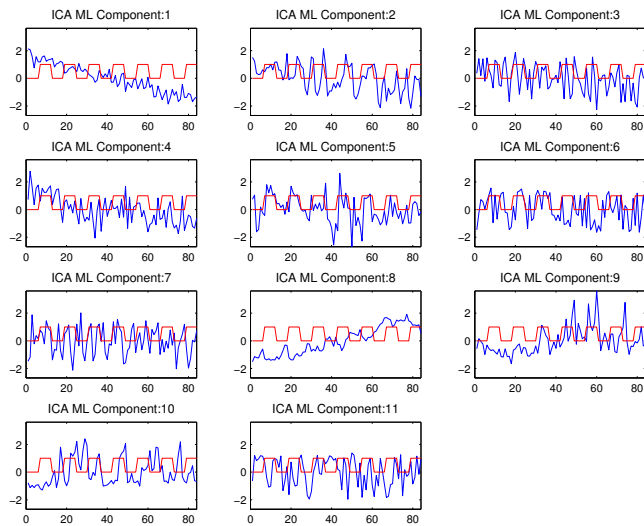 ICA ML Component:1 ICA ML Component:2 ICA ML Component:3
2 2 2
0 0 0
−2 −2 −2
0 20 40 60 80 0 20 40 60 80 0 20 40 60 80
ICA ML Component:4 ICA ML Component:5 ICA ML Component:6
2 2 2
0 0 0
−2 −2 −2
0 20 40 60 80 0 20 40 60 80 0 20 40 60 80
ICA ML Component:7 ICA ML Component:8 ICA ML Component:9
2 2 2
0 0 0
−2 −2 −2
0 20 40 60 80 0 20 40 60 80 0 20 40 60 80
ICA ML Component:10 ICA ML Component:11
2 2
0 0
−2 −2
0 20 40 60 80 0 20 40 60 80